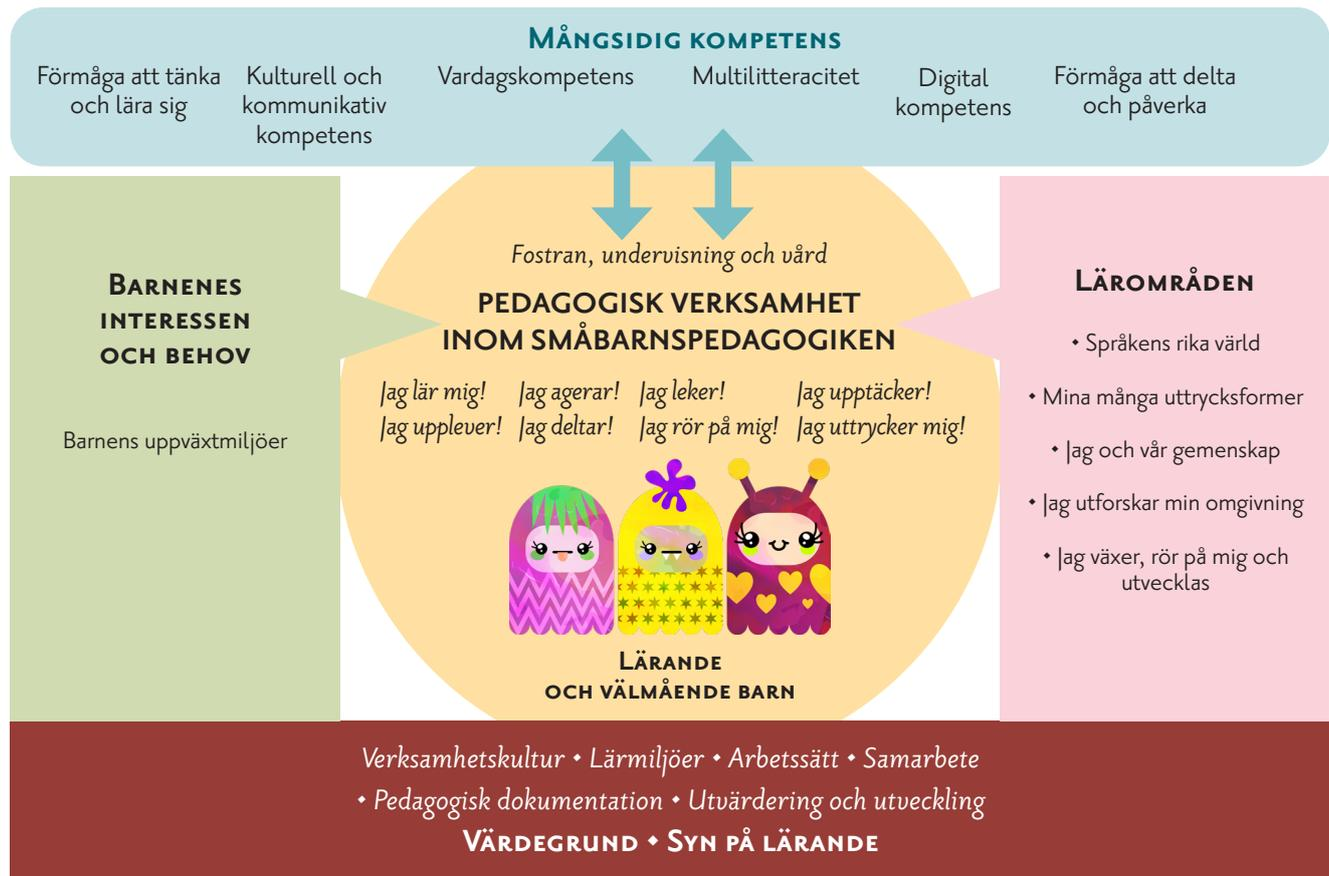 MÅNGSIDIG KOMPETENS
Förmåga att tänka
och lära sig
Kulturell och
kommunikativ
kompetens
Vardagskompetens
Multilitteracitet
Digital
kompetens
Förmåga att delta
och påverka
BARNENES
INTERESSEN
OCH BEHOV
Barnens uppväxtmiljöer
Fostran, undervisning och vård
PEDAGOGISK VERKSAMHET
INOM SMÅBARNSPEDAGOGIKEN
Jag lär mig! Jag agerar! Jag leker! Jag upptäcker!
Jag upplever! Jag deltar! Jag rör på mig! Jag uttrycker mig!
LÄRANDE
OCH VÄLMÅENDE BARN
LÄROMRÅDEN
• Språkens rika värld
• Mina många uttrycksformer
• Jag och vår gemenskap
• Jag utforskar min omgivning
• Jag växer, rör på mig och
utvecklas
Verksamhetskultur • Lärmiljöer • Arbetssätt • Samarbete
• Pedagogisk dokumentation • Utvärdering och utveckling
VÄRDEGRUND • SYN PÅ LÄRANDE